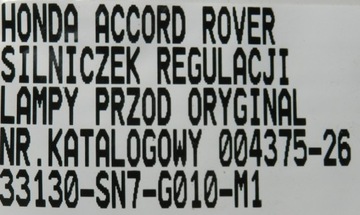 HONDA ACCORD ROVER
SILNICZEK REGULACJI
LAMPY PRZOD ORYGINAL
NR.KATALOGOWY 004375-26
33130-SN7-G010-M1